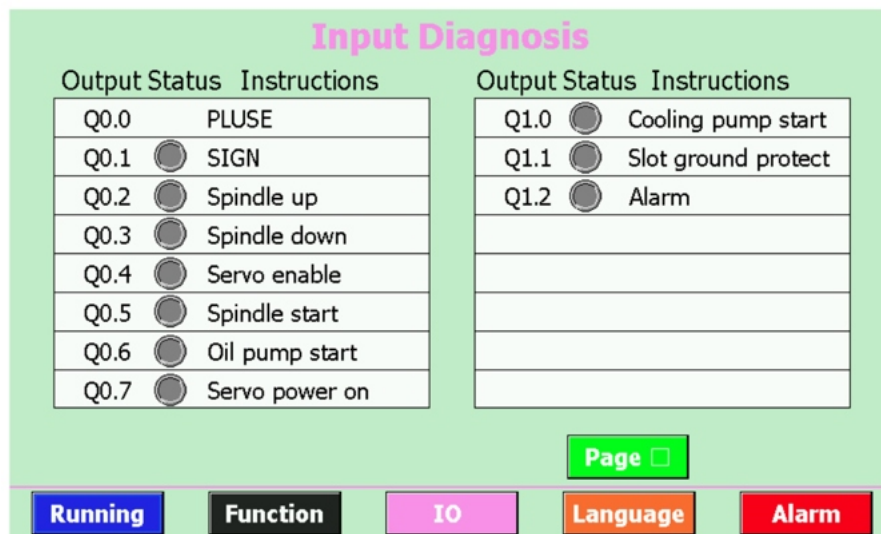 Input Diagnosis
Output Status Instructions
Q0.0 PLUSE
Q0.1 SIGN
Q0.2 Spindle up
Q0.3 Spindle down
Q0.4 Servo enable
Q0.5 Spindle start
Q0.6 Oil pump start
Q0.7 Servo power on
Output Status Instructions
Q1.0 Cooling pump start
Q1.1 Slot ground protect
Q1.2 Alarm
Page □
Running Function IO Language Alarm